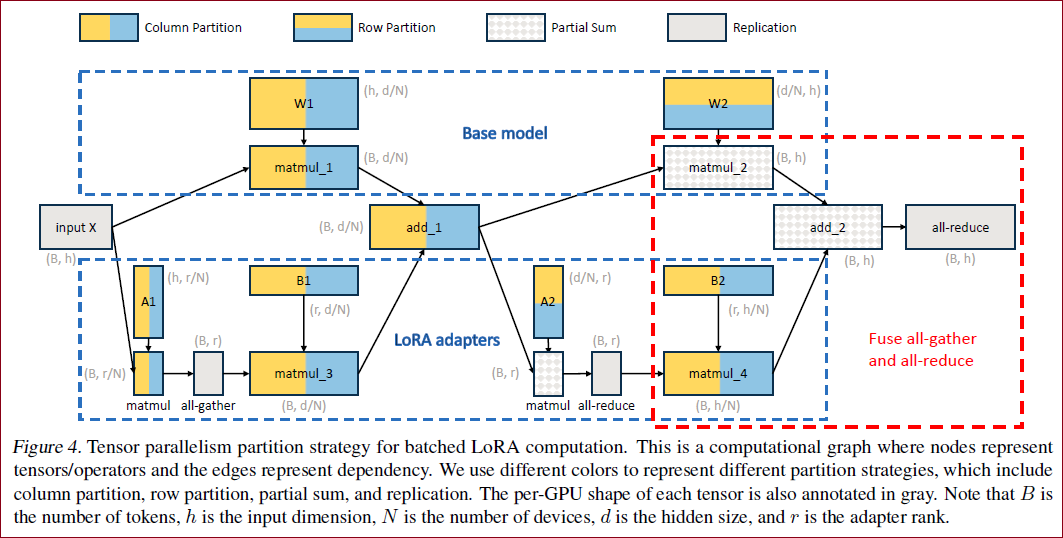 Column Partition
Row Partition
Partial Sum
Replication
W1
(h, d/N)
W2
(d/N, h)
Base model
matmul_1
(B, d/N)
matmul_2
(B, h)
input X
(B, h)
(B, d/N)
add_1
add_2
(B, h)
all-reduce
(B, h)
A1
(h, r/N)
B1
(r, d/N)
A2
(d/N, r)
B2
(r, h/N)
LoRA adapters
(B, r/N)
matmul
(B, r)
all-gather
matmul_3
(B, d/N)
(B, r)
matmul
(B, r)
all-reduce
matmul_4
(B, h/N)
Fuse all-gather
and all-reduce
Figure 4. Tensor parallelism partition strategy for batched LoRA computation. This is a computational graph where nodes represent
tensors/operators and the edges represent dependency. We use different colors to represent different partition strategies, which include
column partition, row partition, partial sum, and replication. The per-GPU shape of each tensor is also annotated in gray. Note that B is
the number of tokens, h is the input dimension, N is the number of devices, d is the hidden size, and r is the adapter rank.